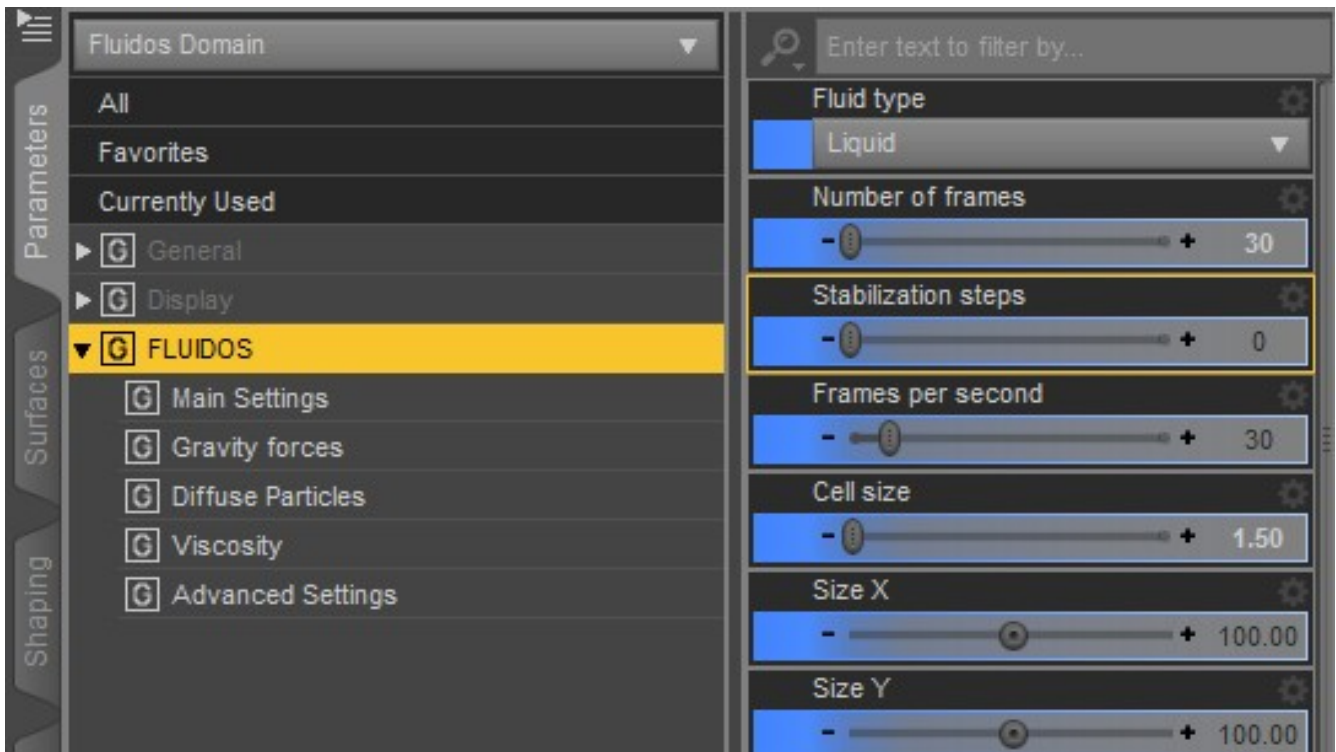 Parameters
Surfaces
Shaping
Fluidos Domain
All
Favorites
Currently Used
G General
G Display
G FLUIDOS
G Main Settings
G Gravity forces
G Diffuse Particles
G Viscosity
G Advanced Settings
Enter text to filter by...
Fluid type
Liquid
Number of frames
- + 30
Stabilization steps
- + 0
Frames per second
- + 30
Cell size
- + 1.50
Size X
- + 100.00
Size Y
- + 100.00